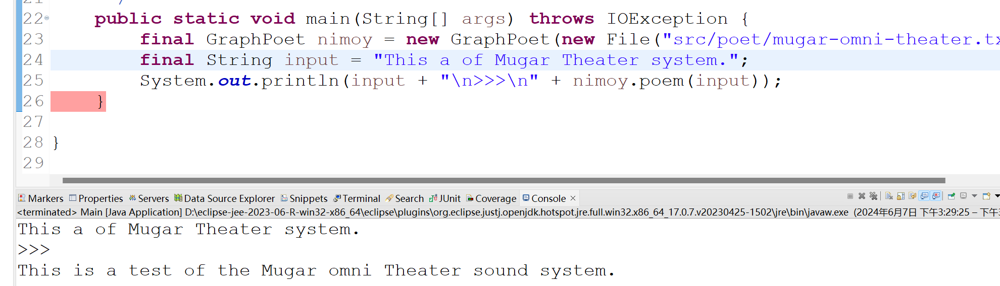 22 public static void main(String[] args) throws IOException {
23 final GraphPoet nimoy = new GraphPoet(new File("src/poet/mugar-omni-theater.tx
24 final String input = "This a of Mugar Theater system.";
25 System.out.println(input + "\n>>>\n" + nimoy.poem(input));
26 }
27
28 }
29
Markers Properties Servers Data Source Explorer Snippets Terminal Search JUnit Coverage Console
<terminated> Main [Java Application] D:\eclipse-jee-2023-06-R-win32-x86_64\eclipse\plugins\org.eclipse.justj.openjdk.hotspot.jre.full.win32.x86_64_17.0.7.v20230425-1502\jre\bin\javaw.exe (2024年6月7日 下午3:29:25 – 下午3
This a of Mugar Theater system.
>>>
This is a test of the Mugar omni Theater sound system.